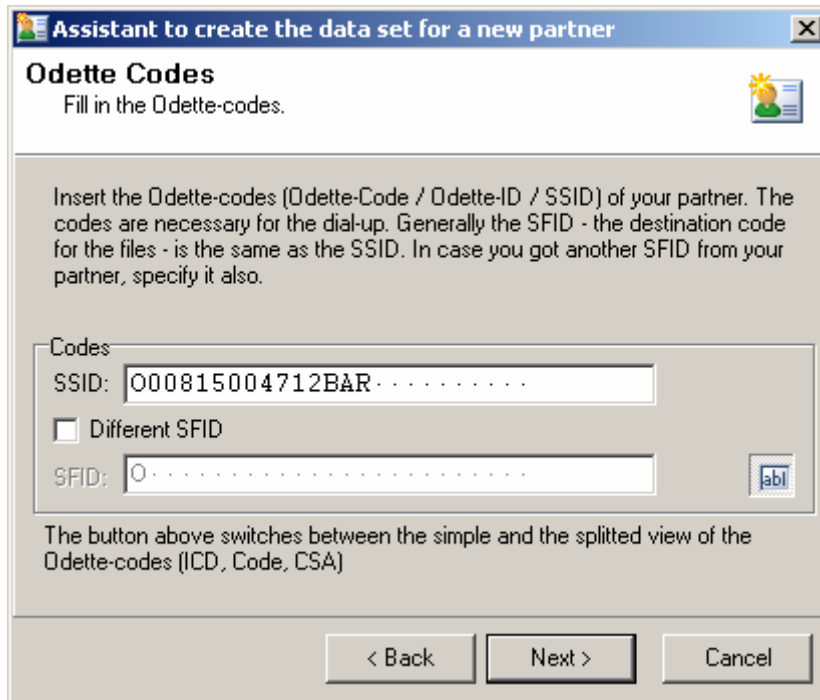 Assistant to create the data set for a new partner
Odette Codes
Fill in the Odette-codes.
Insert the Odette-codes (Odette-Code / Odette-ID / SSID) of your partner. The
codes are necessary for the dial-up. Generally the SFID - the destination code
for the files - is the same as the SSID. In case you got another SFID from your
partner, specify it also.
Codes
SSID: O00815004712BAR··········
Different SFID
SFID: O························
abI
The button above switches between the simple and the splitted view of the
Odette-codes (ICD, Code, CSA)
< Back Next > Cancel